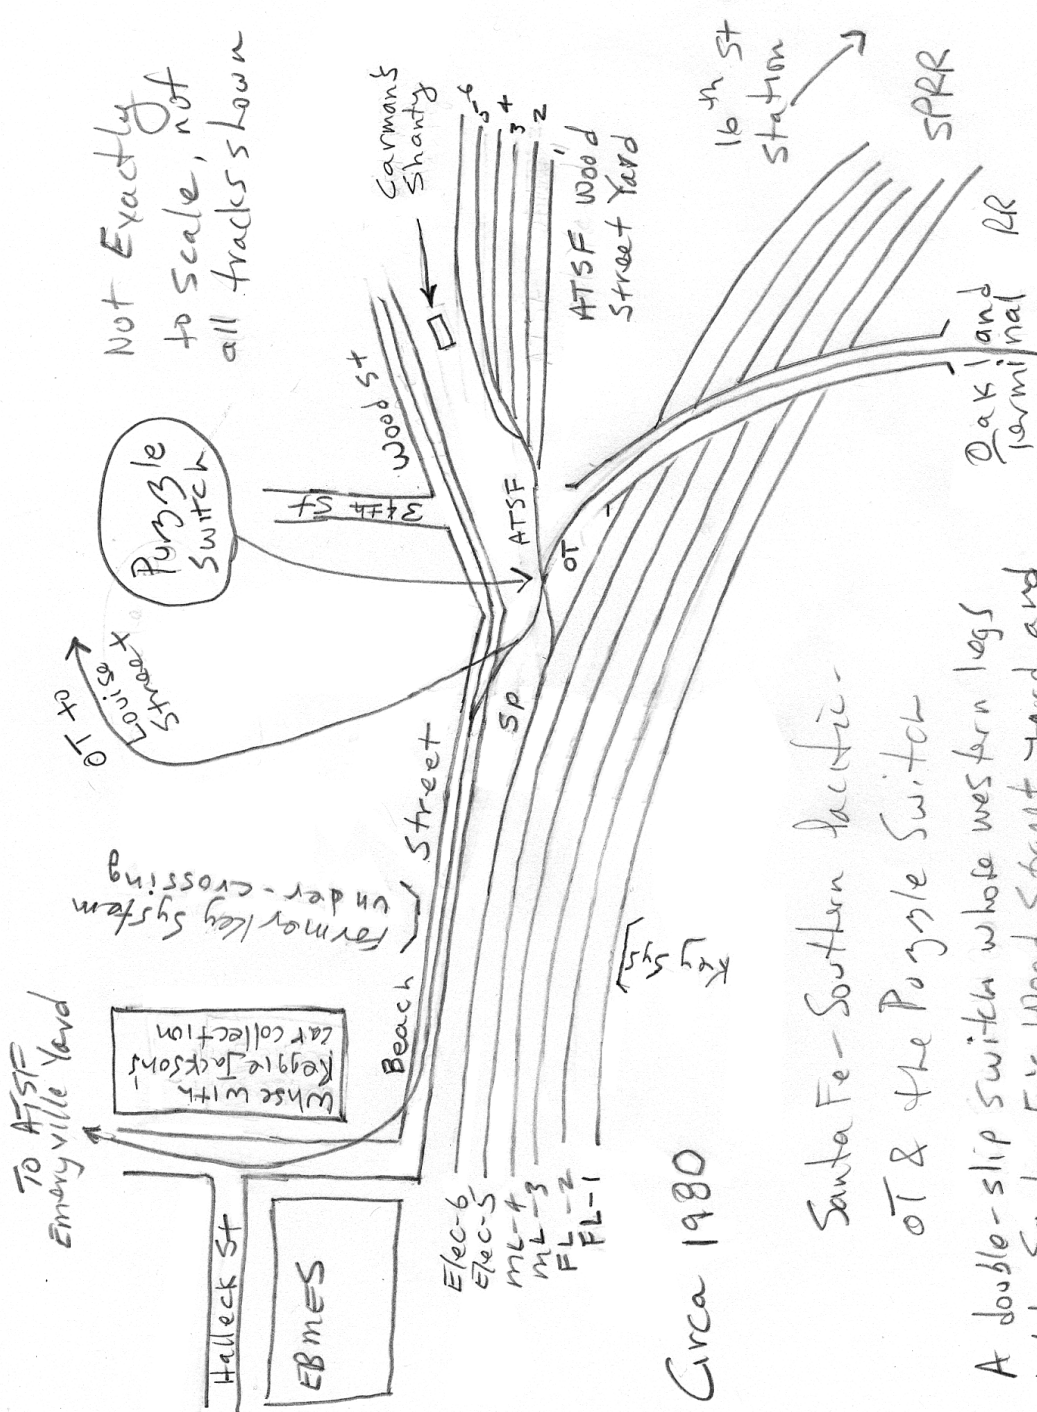 Not Exactly
to scale, not
all tracks shown
Puzzle
Switch
OT to
Louise
Street
TO ATSF
Emeryville Yard
Halleck St
EBMES
Whse with
Reggie Jackson's
car collection
Former Key System
under-crossing
Beach Street
34th St
Wood St
Carman's
Shanty
5-6
4
3
2
1
ATSF Wood
Street Yard
ATSF
OT
SP
16th St
Station
SPRR
Oakland
Terminal RR
Key Sys
Elec-6
Elec-5
ML-4
ML-3
FL-2
FL-1
Circa 1980
Santa Fe-Southern Pacific-
OT & the Puzzle Switch
A double-slip switch whose western legs